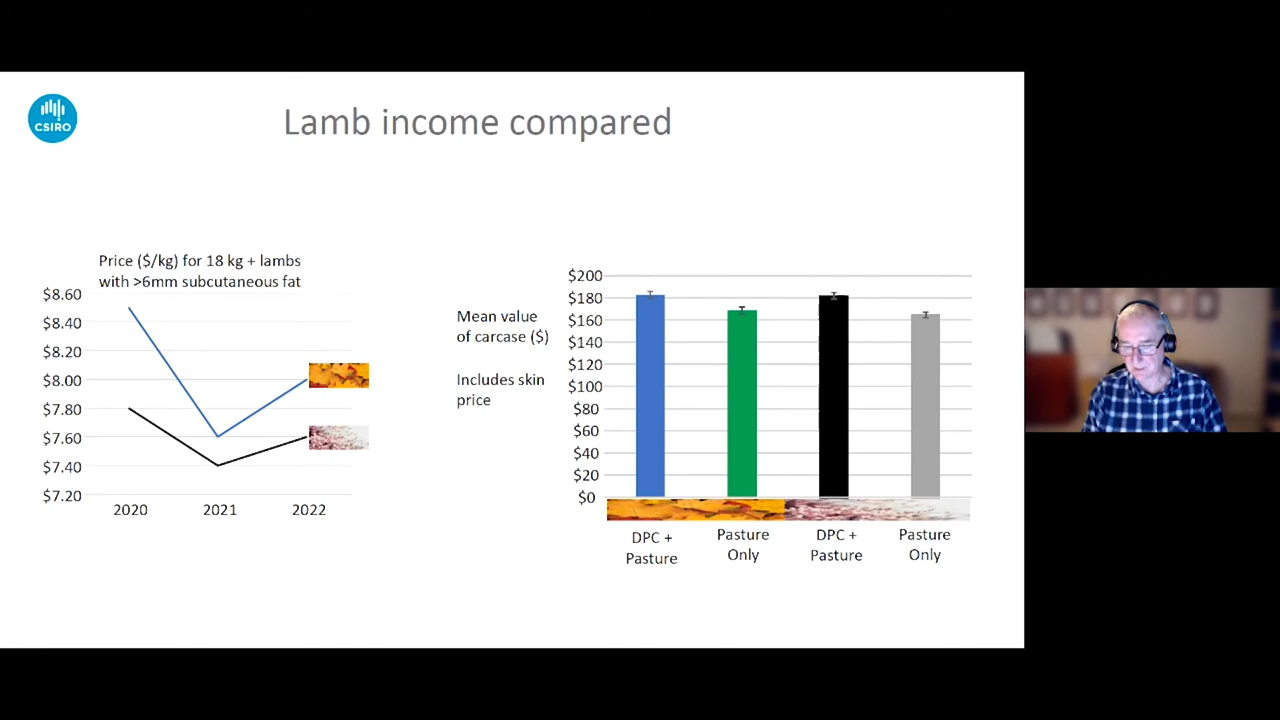 CSIRO
Lamb income compared
Price ($/kg) for 18 kg + lambs
with >6mm subcutaneous fat
$8.60
$8.40
$8.20
$8.00
$7.80
$7.60
$7.40
$7.20
2020
2021
2022
Mean value
of carcase ($)
Includes skin
price
$200
$180
$160
$140
$120
$100
$80
$60
$40
$20
$0
DPC +
Pasture
Pasture
Only
DPC +
Pasture
Pasture
Only